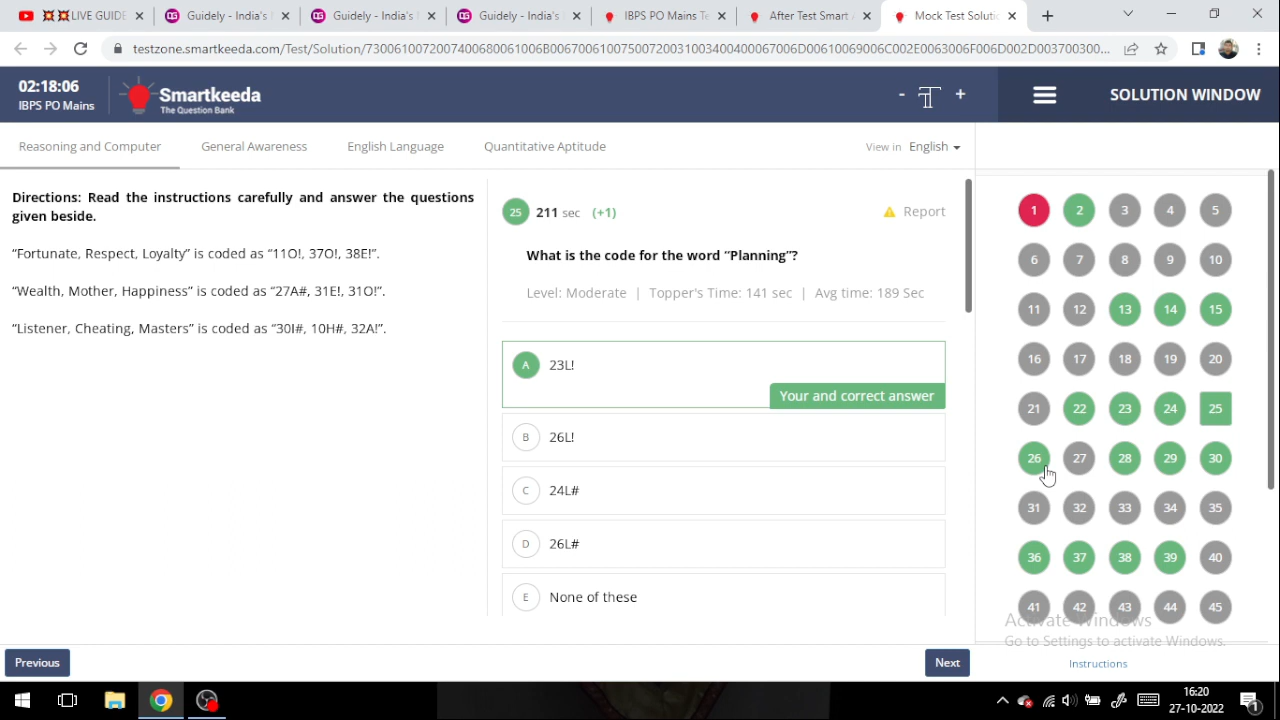 💥💥LIVE GUIDE
Guidely - India's
Guidely - India's
Guidely - India's
IBPS PO Mains Te
After Test Smart A
Mock Test Solutio
testzone.smartkeeda.com/Test/Solution/7300610072007400680061006B0067006100750072003100340040006700​6D00610069006C002E0063006F006D002D003700300...
02:18:06
IBPS PO Mains
Smartkeeda
The Question Bank
- T +
SOLUTION WINDOW
Reasoning and Computer
General Awareness
English Language
Quantitative Aptitude
View in English
Directions: Read the instructions carefully and answer the questions
given beside.
“Fortunate, Respect, Loyalty” is coded as “11O!, 37O!, 38E!”.
“Wealth, Mother, Happiness” is coded as “27A#, 31E!, 31O!”.
“Listener, Cheating, Masters” is coded as “30I#, 10H#, 32A!”.
25 211 sec (+1)
Report
What is the code for the word “Planning”?
Level: Moderate | Topper's Time: 141 sec | Avg time: 189 Sec
A 23L!
Your and correct answer
B 26L!
C 24L#
D 26L#
E None of these
1 2 3 4 5
6 7 8 9 10
11 12 13 14 15
16 17 18 19 20
21 22 23 24 25
26 27 28 29 30
31 32 33 34 35
36 37 38 39 40
41 42 43 44 45
Activate Windows
Go to Settings to activate Windows.
Previous
Next
Instructions
16:20
27-10-2022
1